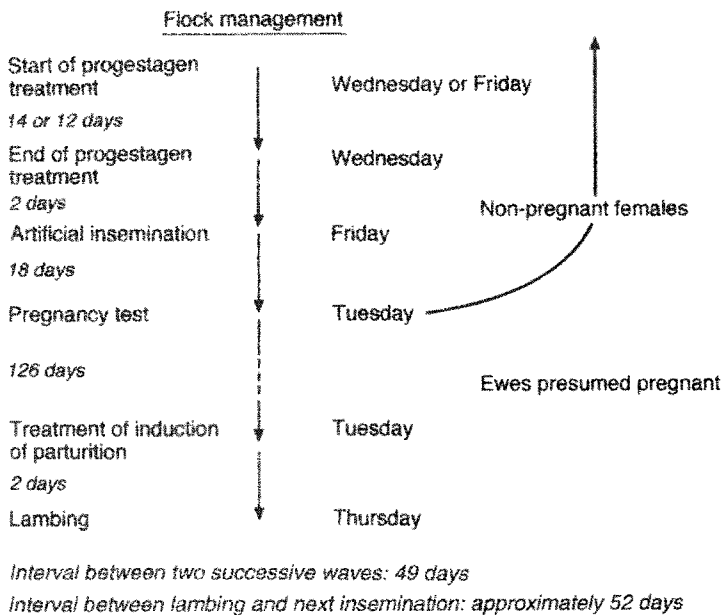 Flock management
Start of progestagen
treatment
Wednesday or Friday
14 or 12 days
End of progestagen
treatment
Wednesday
2 days
Non-pregnant females
Artificial insemination
Friday
18 days
Pregnancy test
Tuesday
126 days
Ewes presumed pregnant
Treatment of induction
of parturition
Tuesday
2 days
Lambing
Thursday
Interval between two successive waves: 49 days
Interval between lambing and next insemination: approximately 52 days